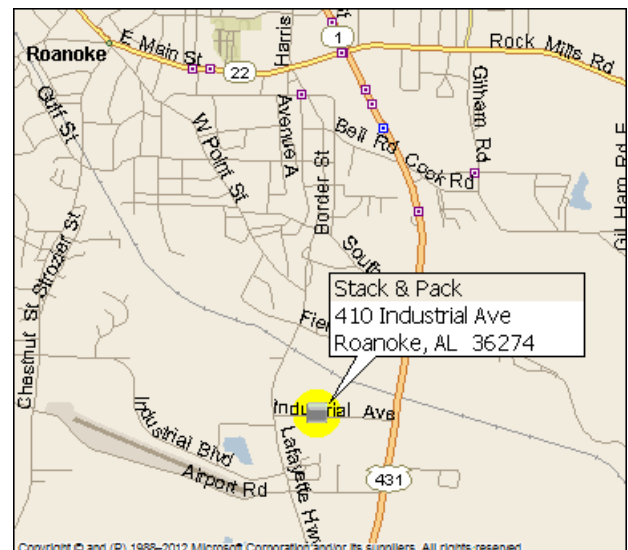 Roanoke
E Main St
22
Harris
St
1
Rock Mills Rd
Gilham Rd
Gulf St
W Point St
Avenue A
Border St
Bell Rd
Cook Rd
Gil Ham Rd E
Strozier St
Chestnut St
South
Stack & Pack
410 Industrial Ave
Roanoke, AL 36274
Fie
Industrial Ave
Industrial Blvd
Lafayette Hwy
Airport Rd
431
Copyright © and (P) 1988–2012 Microsoft Corporation and/or its suppliers. All rights reserved.